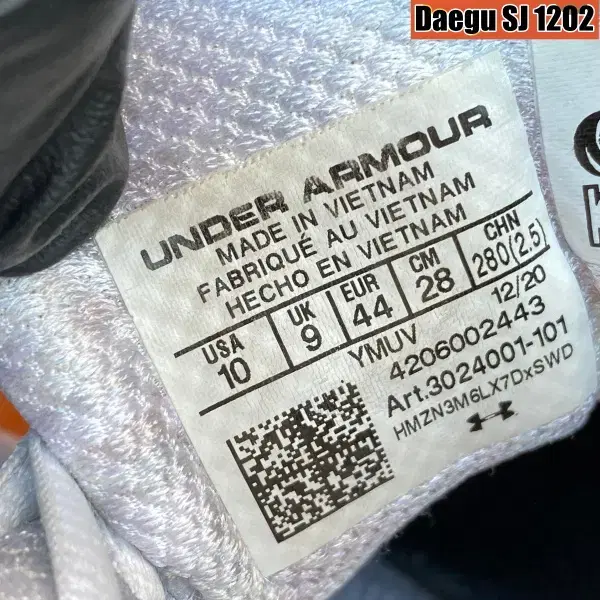 Daegu SJ 1202
UNDER ARMOUR
MADE IN VIETNAM
FABRIQUÉ AU VIETNAM
HECHO EN VIETNAM
USA UK EUR CM CHN
10 9 44 28 280(2.5)
YMUV 12/20
4206002443
Art.3024001-101
HMZN3M6LX7DxSWD